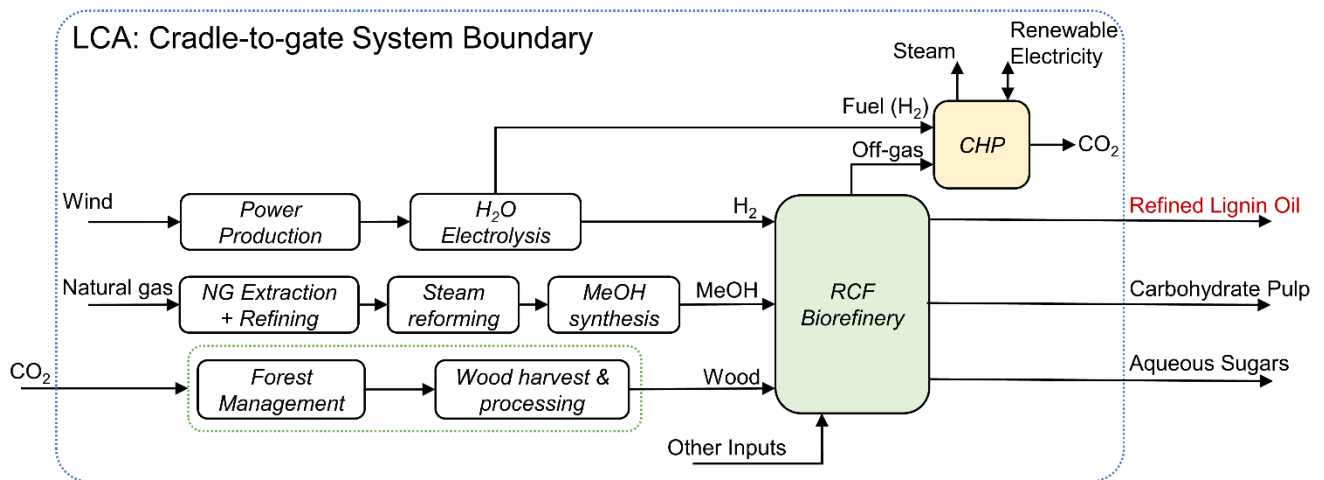 LCA: Cradle-to-gate System Boundary
Renewable
Electricity
Steam
Fuel (H₂)
CHP
CO₂
Off-gas
Wind
Power
Production
H₂O
Electrolysis
H₂
Refined Lignin Oil
Natural gas
NG Extraction
+ Refining
Steam
reforming
MeOH
synthesis
MeOH
RCF
Biorefinery
Carbohydrate Pulp
CO₂
Forest
Management
Wood harvest &
processing
Wood
Aqueous Sugars
Other Inputs